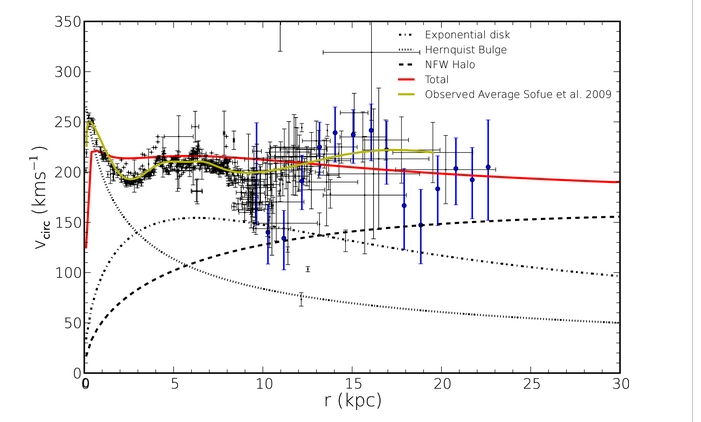 350
300
250
200
150
100
50
0
v_circ (kms^−1)
Exponential disk
Hernquist Bulge
NFW Halo
Total
Observed Average Sofue et al. 2009
0 5 10 15 20 25 30
r (kpc)